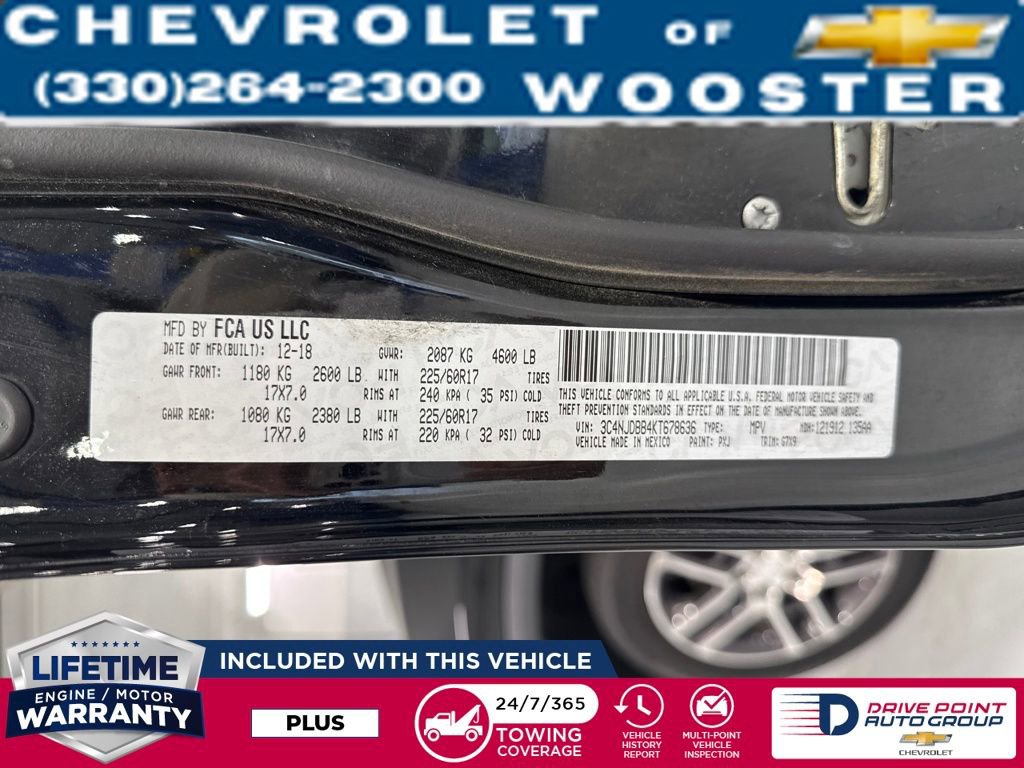 CHEVROLET OF
(330)264-2300 WOOSTER
MFD BY FCA US LLC
DATE OF MFR(BUILT): 12-18 GVWR: 2087 KG 4600 LB
GAWR FRONT: 1180 KG 2600 LB WITH 225/60R17 TIRES
17X7.0 RIMS AT 240 KPA ( 35 PSI) COLD
GAWR REAR: 1080 KG 2380 LB WITH 225/60R17 TIRES
17X7.0 RIMS AT 220 KPA ( 32 PSI) COLD
THIS VEHICLE CONFORMS TO ALL APPLICABLE U.S.A. FEDERAL MOTOR VEHICLE SAFETY AND
THEFT PREVENTION STANDARDS IN EFFECT ON THE DATE OF MANUFACTURE SHOWN ABOVE.
VIN: 3C4NJDBB4KT678636 TYPE: MPV MDH: 121912 135AA
VEHICLE MADE IN MEXICO PAINT: PXJ TRIM: G7X9
LIFETIME
ENGINE / MOTOR
WARRANTY
INCLUDED WITH THIS VEHICLE
PLUS
24/7/365
TOWING
COVERAGE
VEHICLE
HISTORY
REPORT
MULTI-POINT
VEHICLE
INSPECTION
DRIVE POINT
AUTO GROUP
CHEVROLET